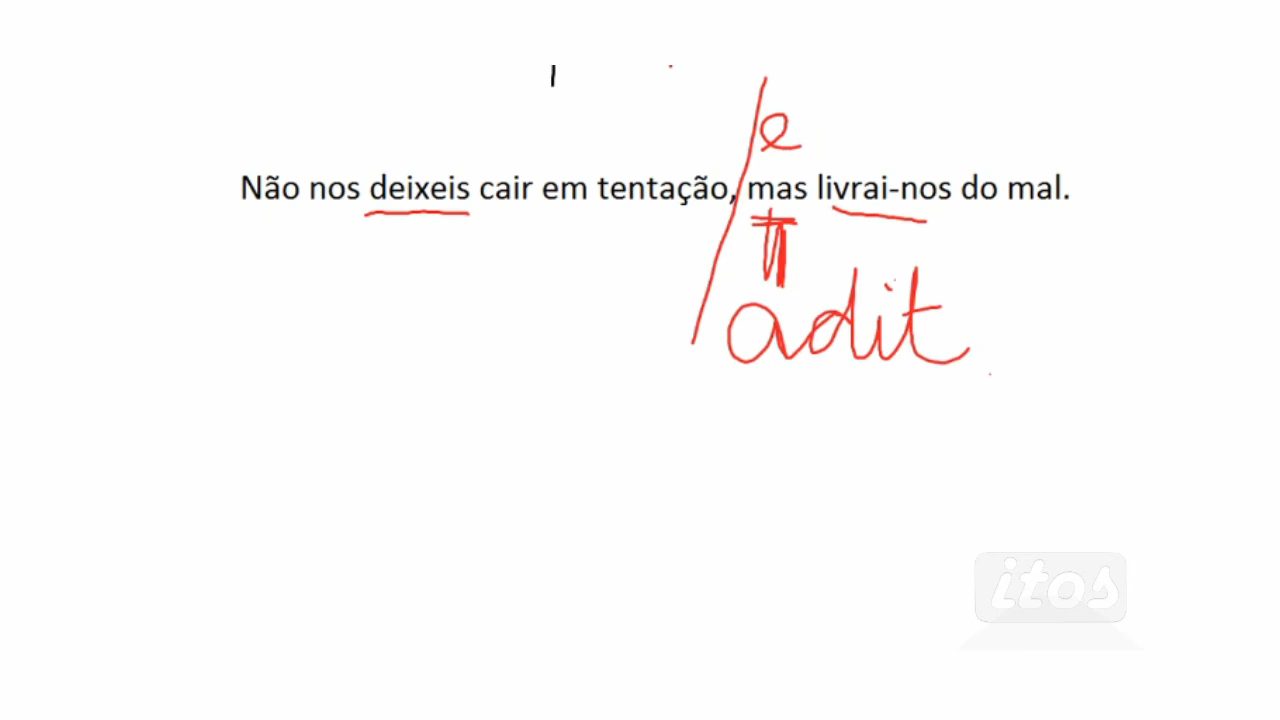 e
Não nos deixeis cair em tentação, mas livrai-nos do mal.
adit
itos